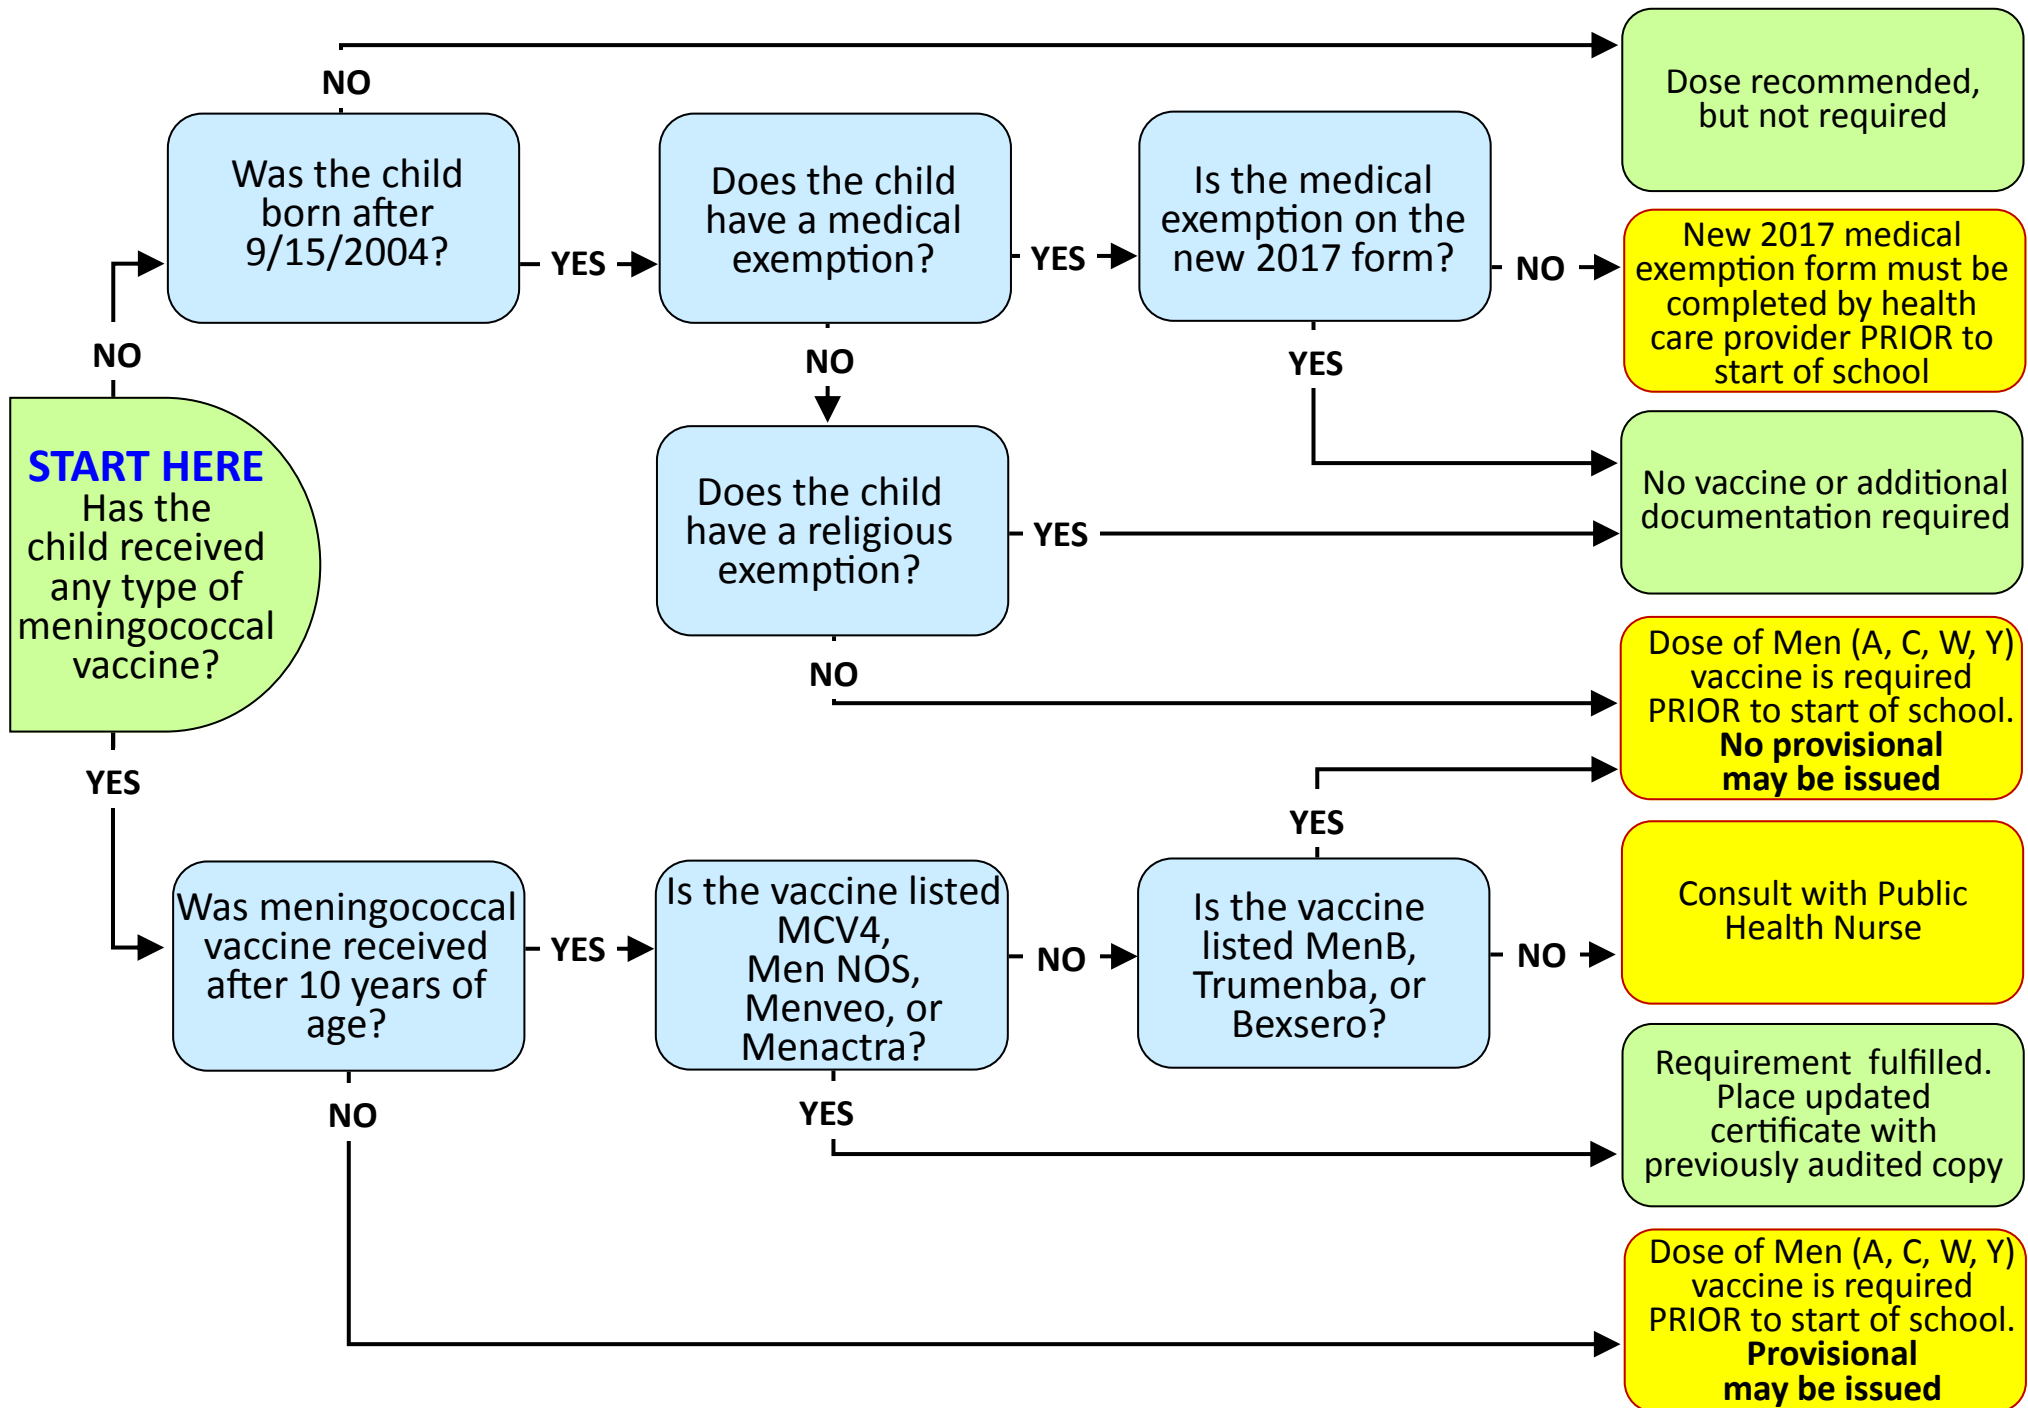 NO
Was the child
born after
9/15/2004?
YES
Does the child
have a medical
exemption?
YES
Is the medical
exemption on the
new 2017 form?
NO
Dose recommended,
but not required
New 2017 medical
exemption form must be
completed by health
care provider PRIOR to
start of school
NO
NO
YES
START HERE
Has the
child received
any type of
meningococcal
vaccine?
Does the child
have a religious
exemption?
YES
No vaccine or additional
documentation required
NO
Dose of Men (A, C, W, Y)
vaccine is required
PRIOR to start of school.
No provisional
may be issued
YES
YES
Was meningococcal
vaccine received
after 10 years of
age?
YES
Is the vaccine listed
MCV4,
Men NOS,
Menveo, or
Menactra?
NO
Is the vaccine
listed MenB,
Trumenba, or
Bexsero?
NO
Consult with Public
Health Nurse
NO
YES
Requirement fulfilled.
Place updated
certificate with
previously audited copy
Dose of Men (A, C, W, Y)
vaccine is required
PRIOR to start of school.
Provisional
may be issued